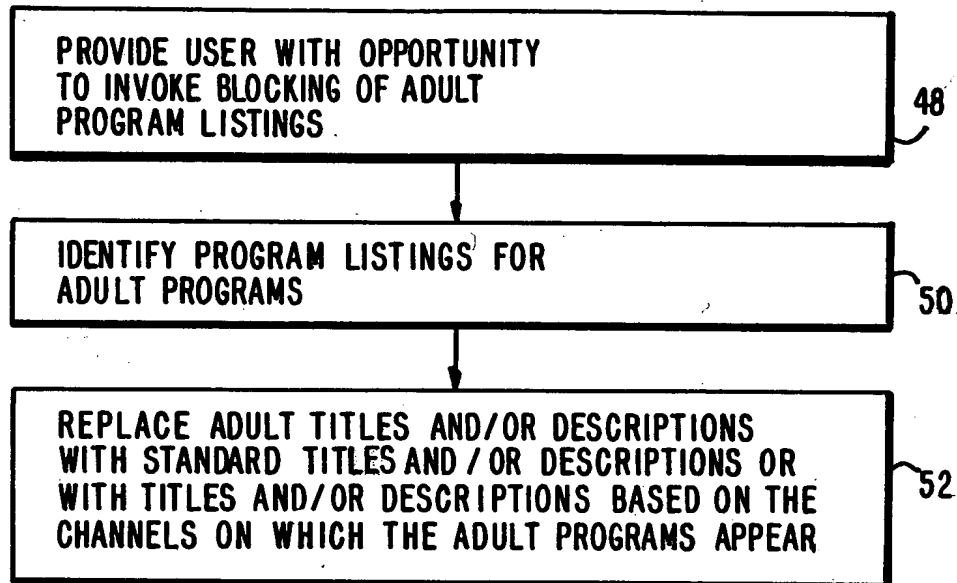 PROVIDE USER WITH OPPORTUNITY
TO INVOKE BLOCKING OF ADULT
PROGRAM LISTINGS
48
IDENTIFY PROGRAM LISTINGS FOR
ADULT PROGRAMS
50
REPLACE ADULT TITLES AND/OR DESCRIPTIONS
WITH STANDARD TITLES AND / OR DESCRIPTIONS OR
WITH TITLES AND/OR DESCRIPTIONS BASED ON THE
CHANNELS ON WHICH THE ADULT PROGRAMS APPEAR
52